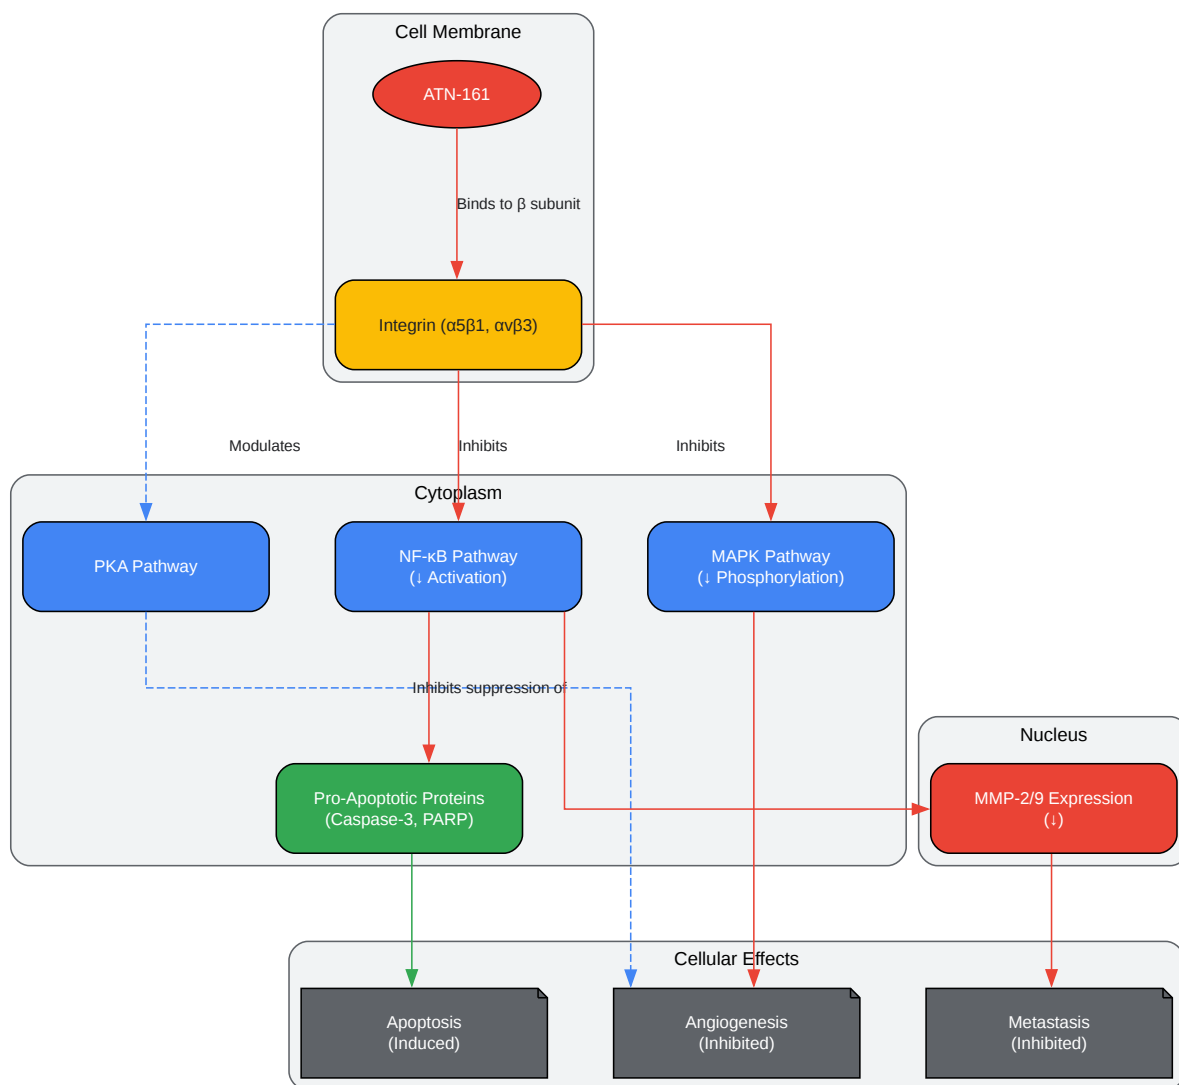 Cell Membrane
ATN-161
Binds to β subunit
Integrin (α5β1, αvβ3)
Modulates
Inhibits
Inhibits
Cytoplasm
PKA Pathway
NF-κB Pathway
(↓ Activation)
MAPK Pathway
(↓ Phosphorylation)
Inhibits suppression of
Nucleus
Pro-Apoptotic Proteins
(Caspase-3, PARP)
MMP-2/9 Expression
(↓)
Cellular Effects
Apoptosis
(Induced)
Angiogenesis
(Inhibited)
Metastasis
(Inhibited)